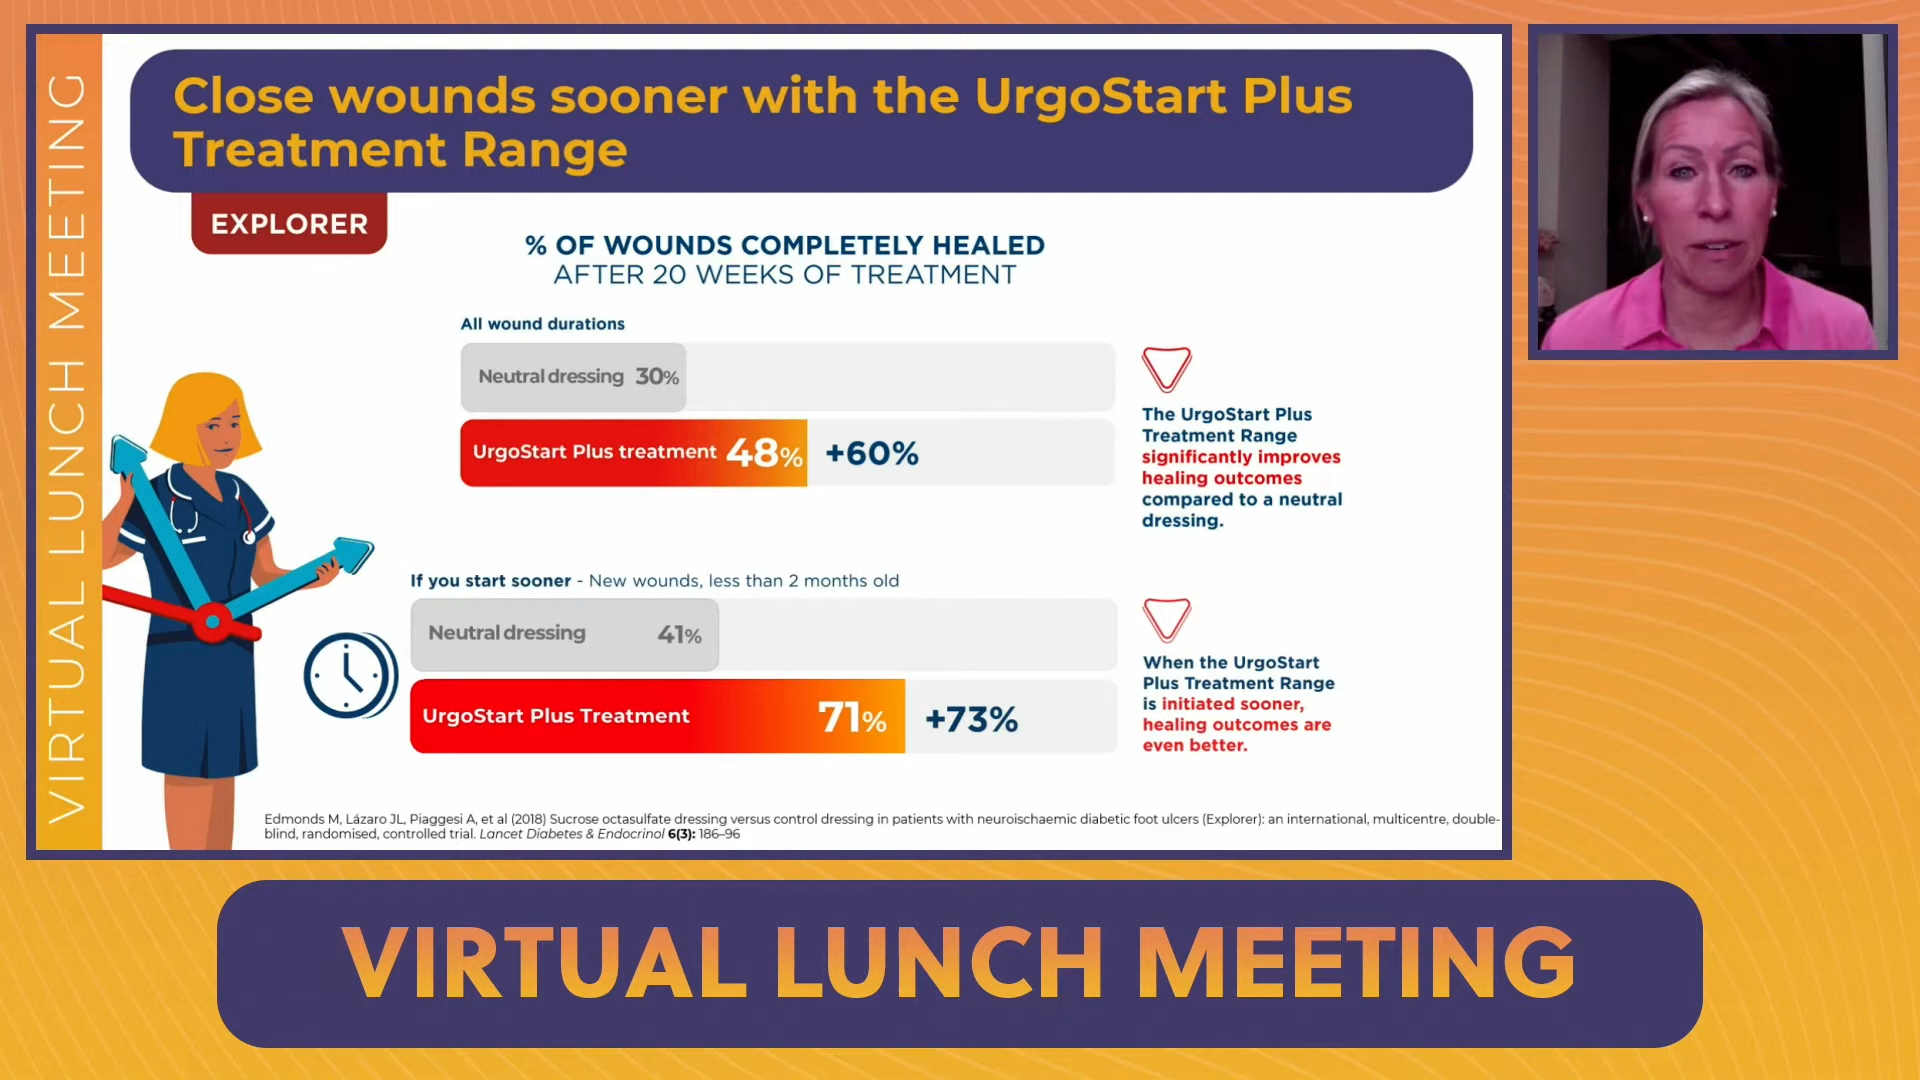 VIRTUAL LUNCH MEETING
Close wounds sooner with the UrgoStart Plus
Treatment Range
EXPLORER
% OF WOUNDS COMPLETELY HEALED
AFTER 20 WEEKS OF TREATMENT
All wound durations
Neutral dressing 30%
UrgoStart Plus treatment 48% +60%
The UrgoStart Plus
Treatment Range
significantly improves
healing outcomes
compared to a neutral
dressing.
If you start sooner - New wounds, less than 2 months old
Neutral dressing 41%
UrgoStart Plus Treatment 71% +73%
When the UrgoStart
Plus Treatment Range
is initiated sooner,
healing outcomes are
even better.
Edmonds M, Lázaro JL, Piaggesi A, et al (2018) Sucrose octasulfate dressing versus control dressing in patients with neuroischaemic diabetic foot ulcers (Explorer): an international, multicentre, double-
blind, randomised, controlled trial. Lancet Diabetes & Endocrinol 6(3): 186–96
VIRTUAL LUNCH MEETING